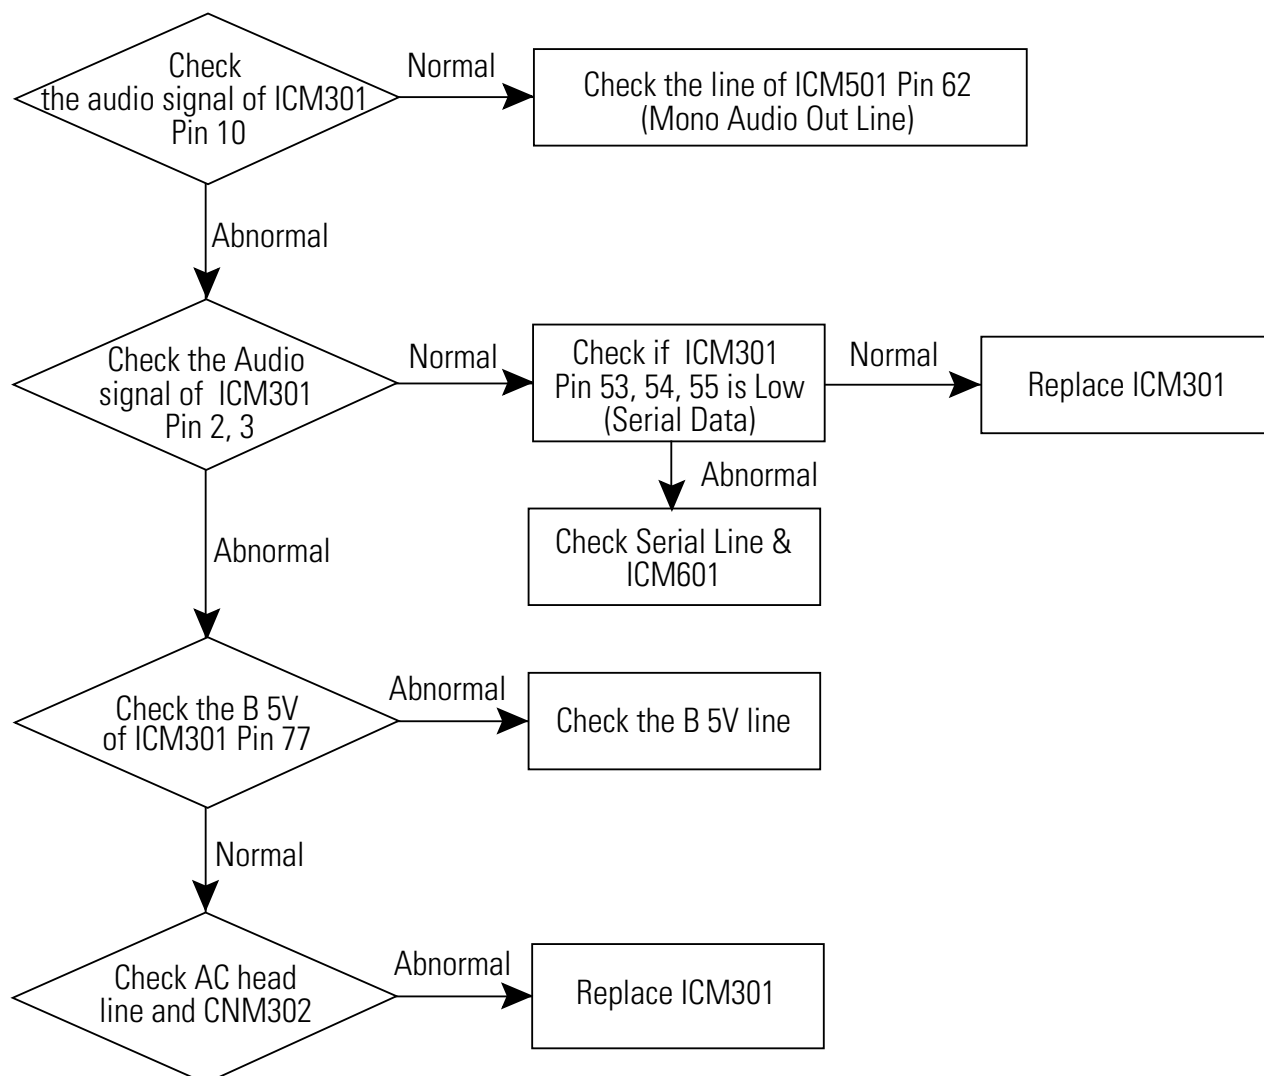 Check
the audio signal of ICM301
Pin 10
Normal
Check the line of ICM501 Pin 62
(Mono Audio Out Line)
Abnormal
Check the Audio
signal of ICM301
Pin 2, 3
Normal
Check if ICM301
Pin 53, 54, 55 is Low
(Serial Data)
Normal
Replace ICM301
Abnormal
Check Serial Line &
ICM601
Abnormal
Check the B 5V
of ICM301 Pin 77
Abnormal
Check the B 5V line
Normal
Check AC head
line and CNM302
Abnormal
Replace ICM301